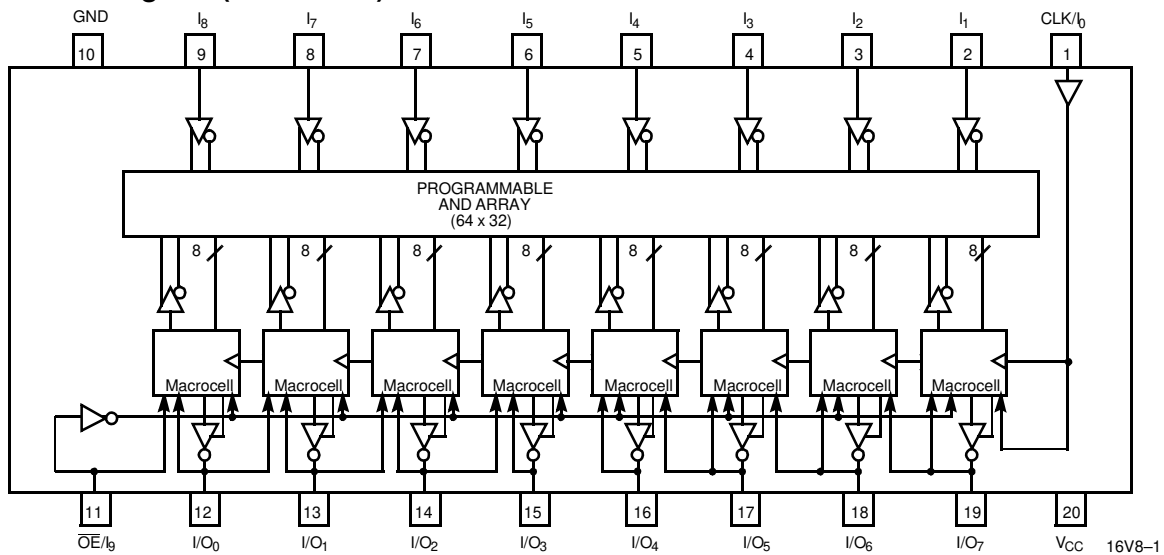 GND I8 I7 I6 I5 I4 I3 I2 I1 CLK/I0
10 9 8 7 6 5 4 3 2 1
PROGRAMMABLE
AND ARRAY
(64 x 32)
8 8 8 8 8 8 8 8
Macrocell Macrocell Macrocell Macrocell Macrocell Macrocell Macrocell Macrocell
11 12 13 14 15 16 17 18 19 20
O̅E̅/I9 I/O0 I/O1 I/O2 I/O3 I/O4 I/O5 I/O6 I/O7 VCC 16V8–1